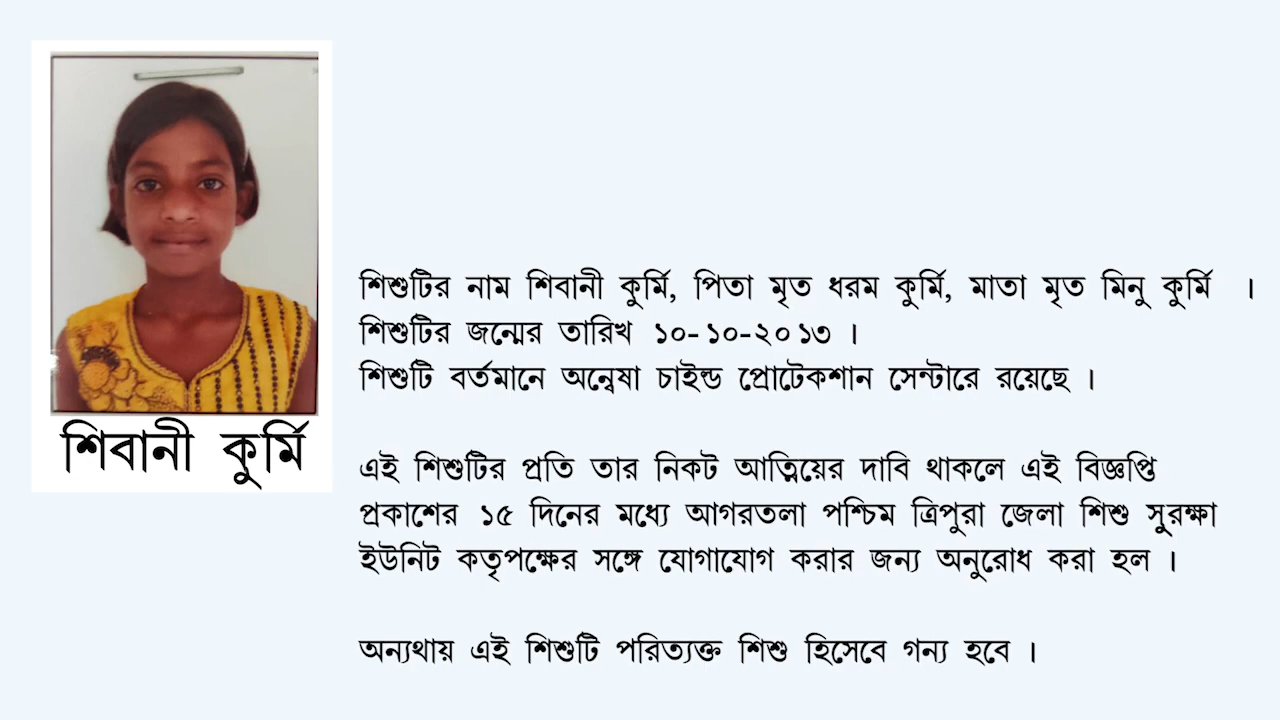 শিবানী কুর্মি
শিশুটির নাম শিবানী কুর্মি, পিতা মৃত ধরম কুর্মি, মাতা মৃত মিনু কুর্মি ।
শিশুটির জন্মের তারিখ ১০-১০-২০১৩ ।
শিশুটি বর্তমানে অন্বেষা চাইল্ড প্রোটেকশান সেন্টারে রয়েছে ।
এই শিশুটির প্রতি তার নিকট আত্মিয়ের দাবি থাকলে এই বিজ্ঞপ্তি
প্রকাশের ১৫ দিনের মধ্যে আগরতলা পশ্চিম ত্রিপুরা জেলা শিশু সুরক্ষা
ইউনিট কতৃপক্ষের সঙ্গে যোগাযোগ করার জন্য অনুরোধ করা হল ।
অন্যথায় এই শিশুটি পরিত্যক্ত শিশু হিসেবে গন্য হবে ।